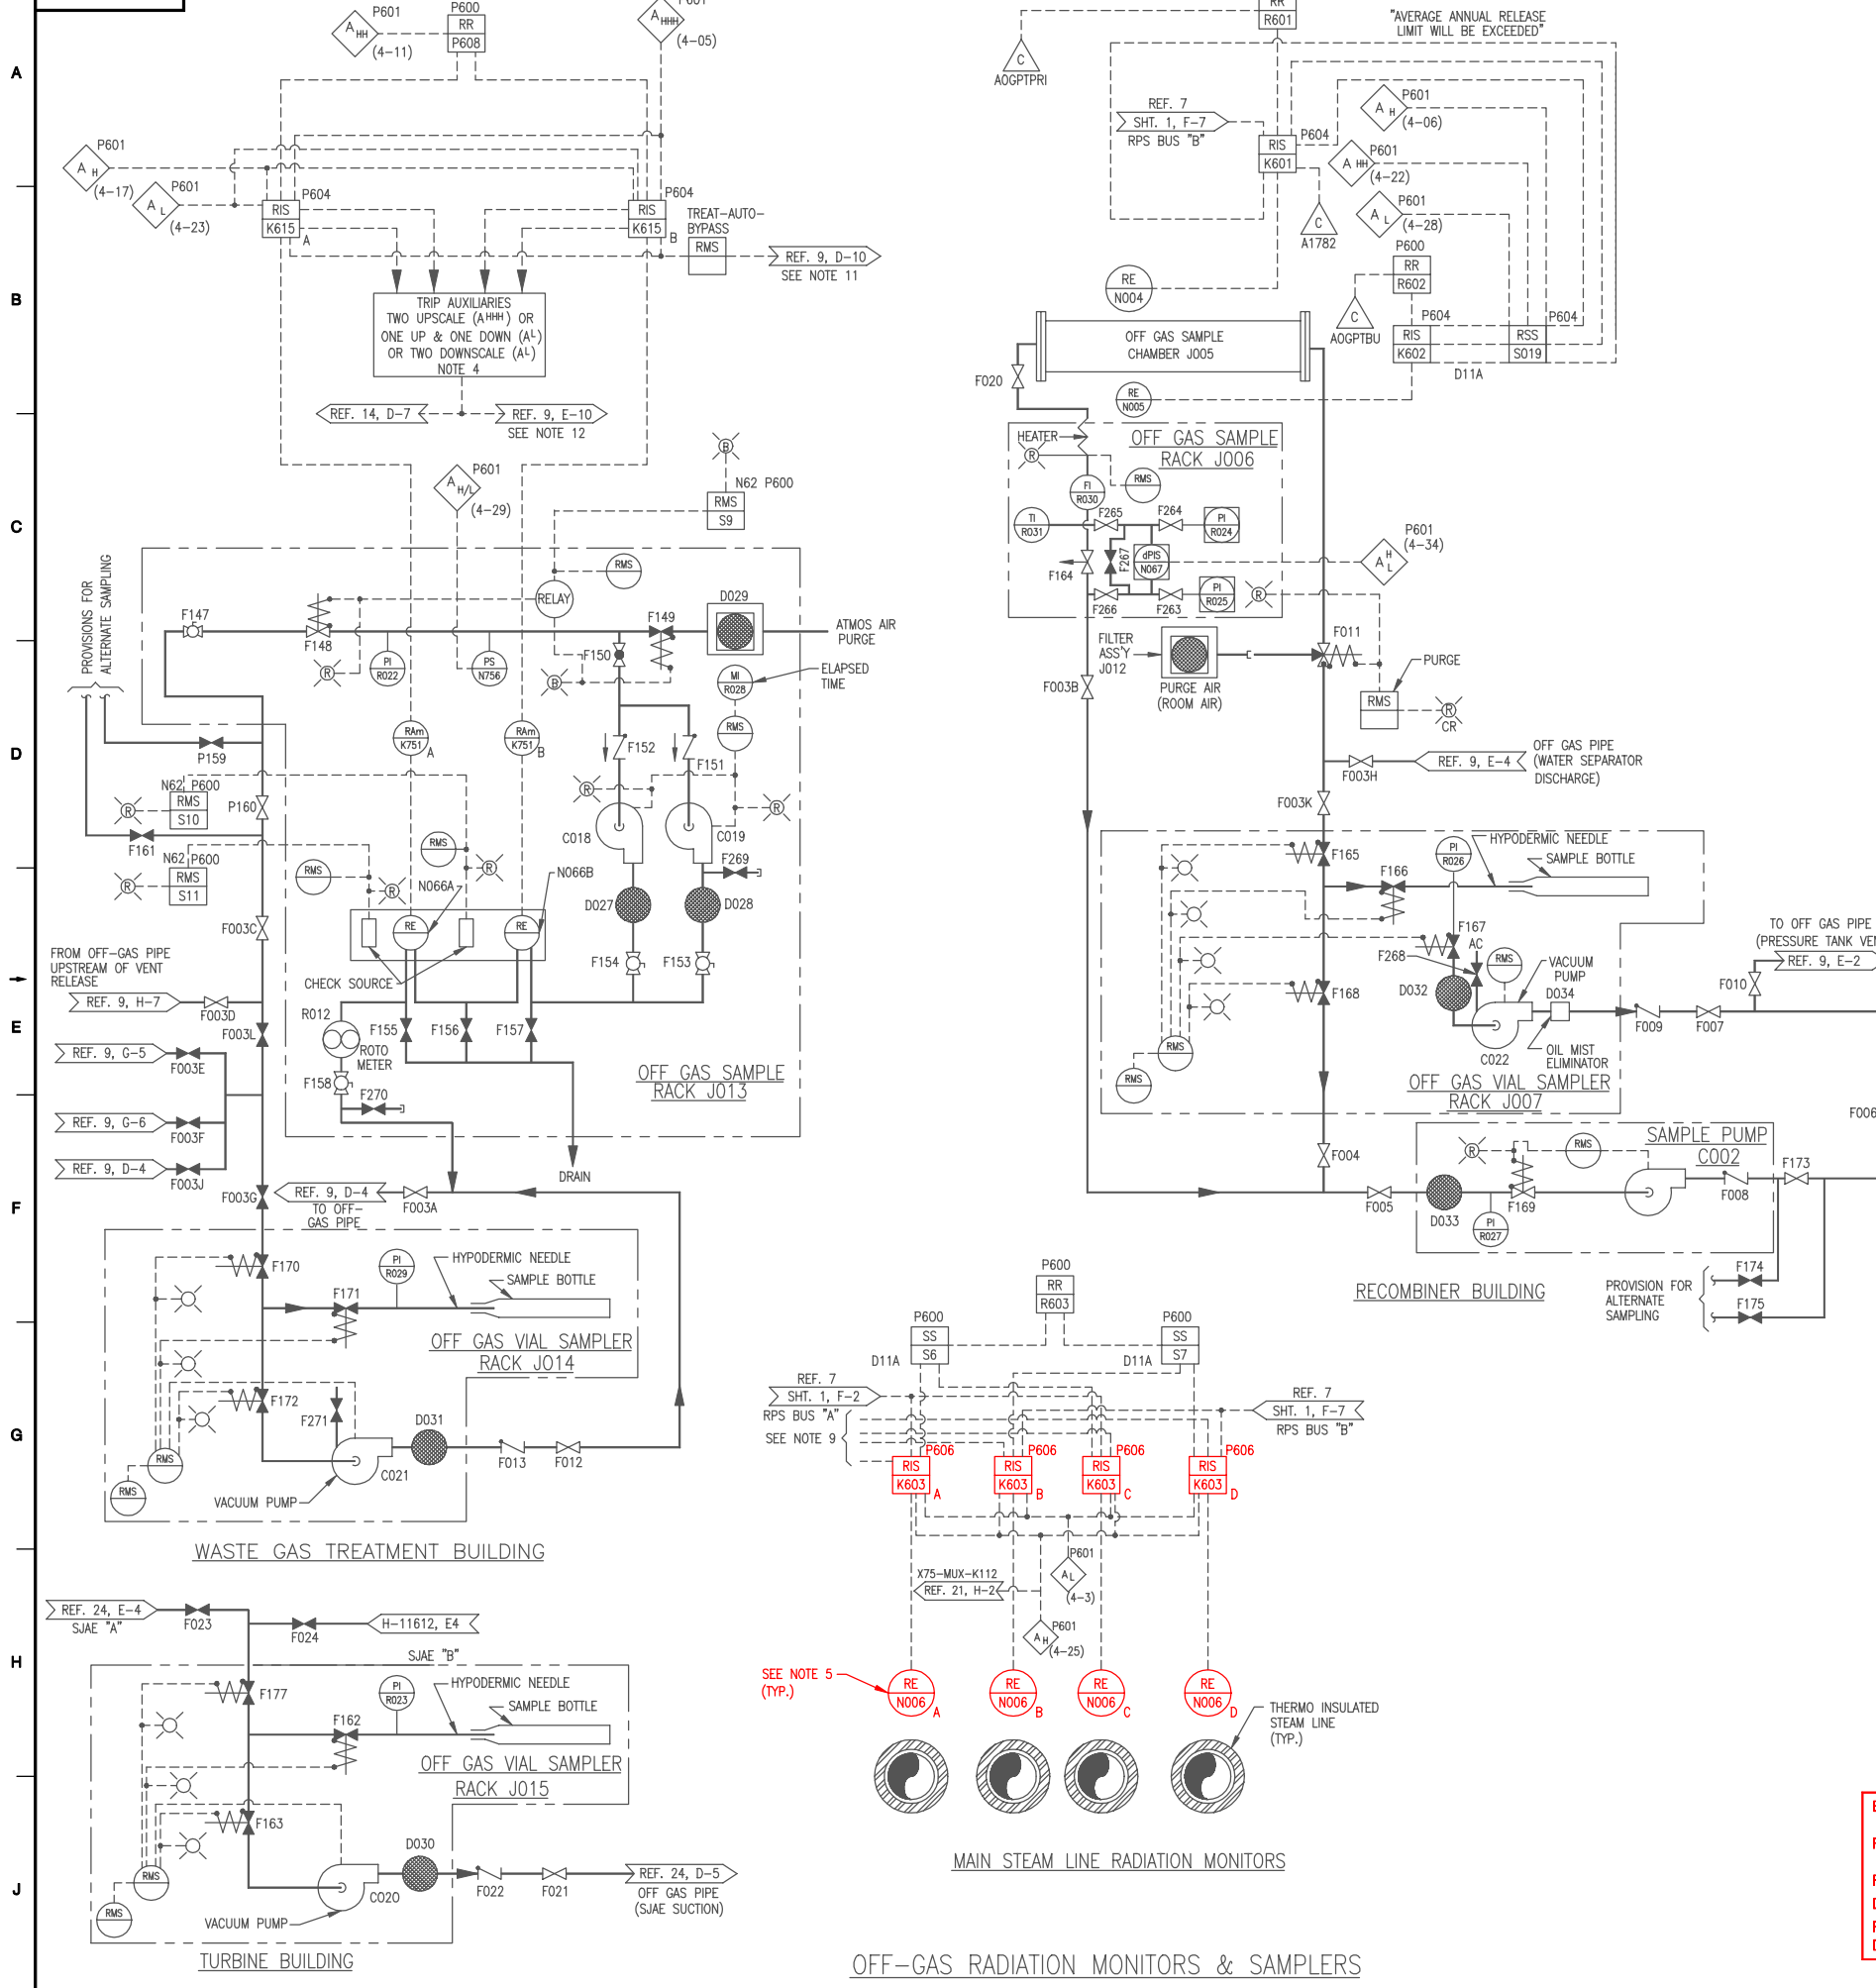 A
B
C
D
E
F
G
H
J
P601
A HH
(4-11)
P600
RR
P608
P601
A HHH
(4-05)
P601
A H
(4-17)
P601
A L
(4-23)
P604
RIS
K615
A
P604
RIS
K615
B
TREAT-AUTO-
BYPASS
RMS
REF. 9, D-10
SEE NOTE 11
TRIP AUXILIARIES
TWO UPSCALE (AHHH) OR
ONE UP & ONE DOWN (AL)
OR TWO DOWNSCALE (AL)
NOTE 4
REF. 14, D-7
REF. 9, E-10
SEE NOTE 12
P601
A H/L
(4-29)
B
N62 P600
RMS
S9
PROVISIONS FOR
ALTERNATE SAMPLING
F147
F148
R
PI
R022
PS
N756
RELAY
RMS
F149
F150
B
D029
ATMOS AIR
PURGE
MI
R028
ELAPSED
TIME
RMS
RAm
K751
A
RAm
K751
B
F152
F151
R
R
C018
C019
F269
P159
N62 P600
RMS
S10
R
P160
F161
N62 P600
RMS
S11
R
F003C
RMS
R
RMS
R
N066A
N066B
RE
RE
CHECK SOURCE
D027
D028
F154
F153
FROM OFF-GAS PIPE
UPSTREAM OF VENT
RELEASE
REF. 9, H-7
F003D
F003L
REF. 9, G-5
F003E
REF. 9, G-6
F003F
REF. 9, D-4
F003J
F003G
R012
ROTO
METER
F155
F156
F157
F158
F270
OFF GAS SAMPLE
RACK J013
DRAIN
REF. 9, D-4
TO OFF-
GAS PIPE
F003A
F170
F171
PI
R029
HYPODERMIC NEEDLE
SAMPLE BOTTLE
OFF GAS VIAL SAMPLER
RACK J014
F172
F271
D031
C021
F013
F012
RMS
RMS
VACUUM PUMP
WASTE GAS TREATMENT BUILDING
REF. 24, E-4
SJAE "A"
F023
F024
H-11612, E4
SJAE "B"
F177
F162
PI
R023
HYPODERMIC NEEDLE
SAMPLE BOTTLE
OFF GAS VIAL SAMPLER
RACK J015
F163
D030
C020
F022
F021
REF. 24, D-5
OFF GAS PIPE
(SJAE SUCTION)
RMS
RMS
VACUUM PUMP
TURBINE BUILDING
RR
R601
C
AOGPTPRI
"AVERAGE ANNUAL RELEASE
LIMIT WILL BE EXCEEDED"
REF. 7
SHT. 1, F-7
RPS BUS "B"
P604
RIS
K601
P601
A H
(4-06)
P601
A HH
(4-22)
P601
A L
(4-28)
C
A1782
RE
N004
P600
RR
R602
C
AOGPTBU
P604
RIS
K602
P604
RSS
S019
D11A
OFF GAS SAMPLE
CHAMBER J005
F020
RE
N005
HEATER
R
OFF GAS SAMPLE
RACK J006
FI
R030
RMS
TI
R031
F265
F264
PI
R024
F267
dPIS
N067
F164
F266
F263
PI
R025
P601
(4-34)
A H L
R
FILTER
ASS'Y
J012
PURGE AIR
(ROOM AIR)
F011
PURGE
RMS
R
CR
F003B
F003H
REF. 9, E-4
OFF GAS PIPE
(WATER SEPARATOR
DISCHARGE)
F003K
F165
F166
PI
R026
HYPODERMIC NEEDLE
SAMPLE BOTTLE
F167
AC
F268
RMS
VACUUM
PUMP
D032
D034
C022
OIL MIST
ELIMINATOR
F168
RMS
RMS
OFF GAS VIAL SAMPLER
RACK J007
F009
F007
F010
TO OFF GAS PIPE
(PRESSURE TANK
REF. 9, E-2
F006
F004
F005
D033
R
RMS
F169
PI
R027
SAMPLE PUMP
C002
F008
F173
F174
F175
PROVISION FOR
ALTERNATE
SAMPLING
RECOMBINER BUILDING
P600
RR
R603
P600
SS
S6
D11A
P600
SS
S7
D11A
REF. 7
SHT. 1, F-2
RPS BUS "A"
SEE NOTE 9
REF. 7
SHT. 1, F-7
RPS BUS "B"
P606
RIS
K603
A
P606
RIS
K603
B
P606
RIS
K603
C
P606
RIS
K603
D
X75-MUX-K112
REF. 21, H-2
P601
AL
(4-3)
P601
AH
(4-25)
SEE NOTE 5
(TYP.)
RE
N006
A
RE
N006
B
RE
N006
C
RE
N006
D
THERMO INSULATED
STEAM LINE
(TYP.)
MAIN STEAM LINE RADIATION MONITORS
OFF-GAS RADIATION MONITORS & SAMPLERS